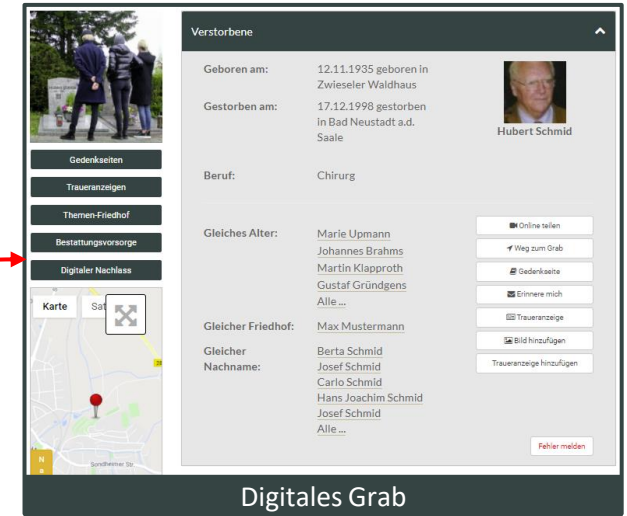 Gedenkseiten
Traueranzeigen
Themen-Friedhof
Bestattungsvorsorge
Digitaler Nachlass
Karte
Sat
Sondheimer Str.
Verstorbene
Geboren am: 12.11.1935 geboren in
Zwieseler Waldhaus
Gestorben am: 17.12.1998 gestorben
in Bad Neustadt a.d.
Saale
Hubert Schmid
Beruf: Chirurg
Gleiches Alter: Marie Upmann
Johannes Brahms
Martin Klapproth
Gustaf Gründgens
Alle ...
Gleicher Friedhof: Max Mustermann
Gleicher Nachname: Berta Schmid
Josef Schmid
Carlo Schmid
Hans Joachim Schmid
Josef Schmid
Alle ...
Online teilen
Weg zum Grab
Gedenkseite
Erinnere mich
Traueranzeige
Bild hinzufügen
Traueranzeige hinzufügen
Fehler melden
Digitales Grab